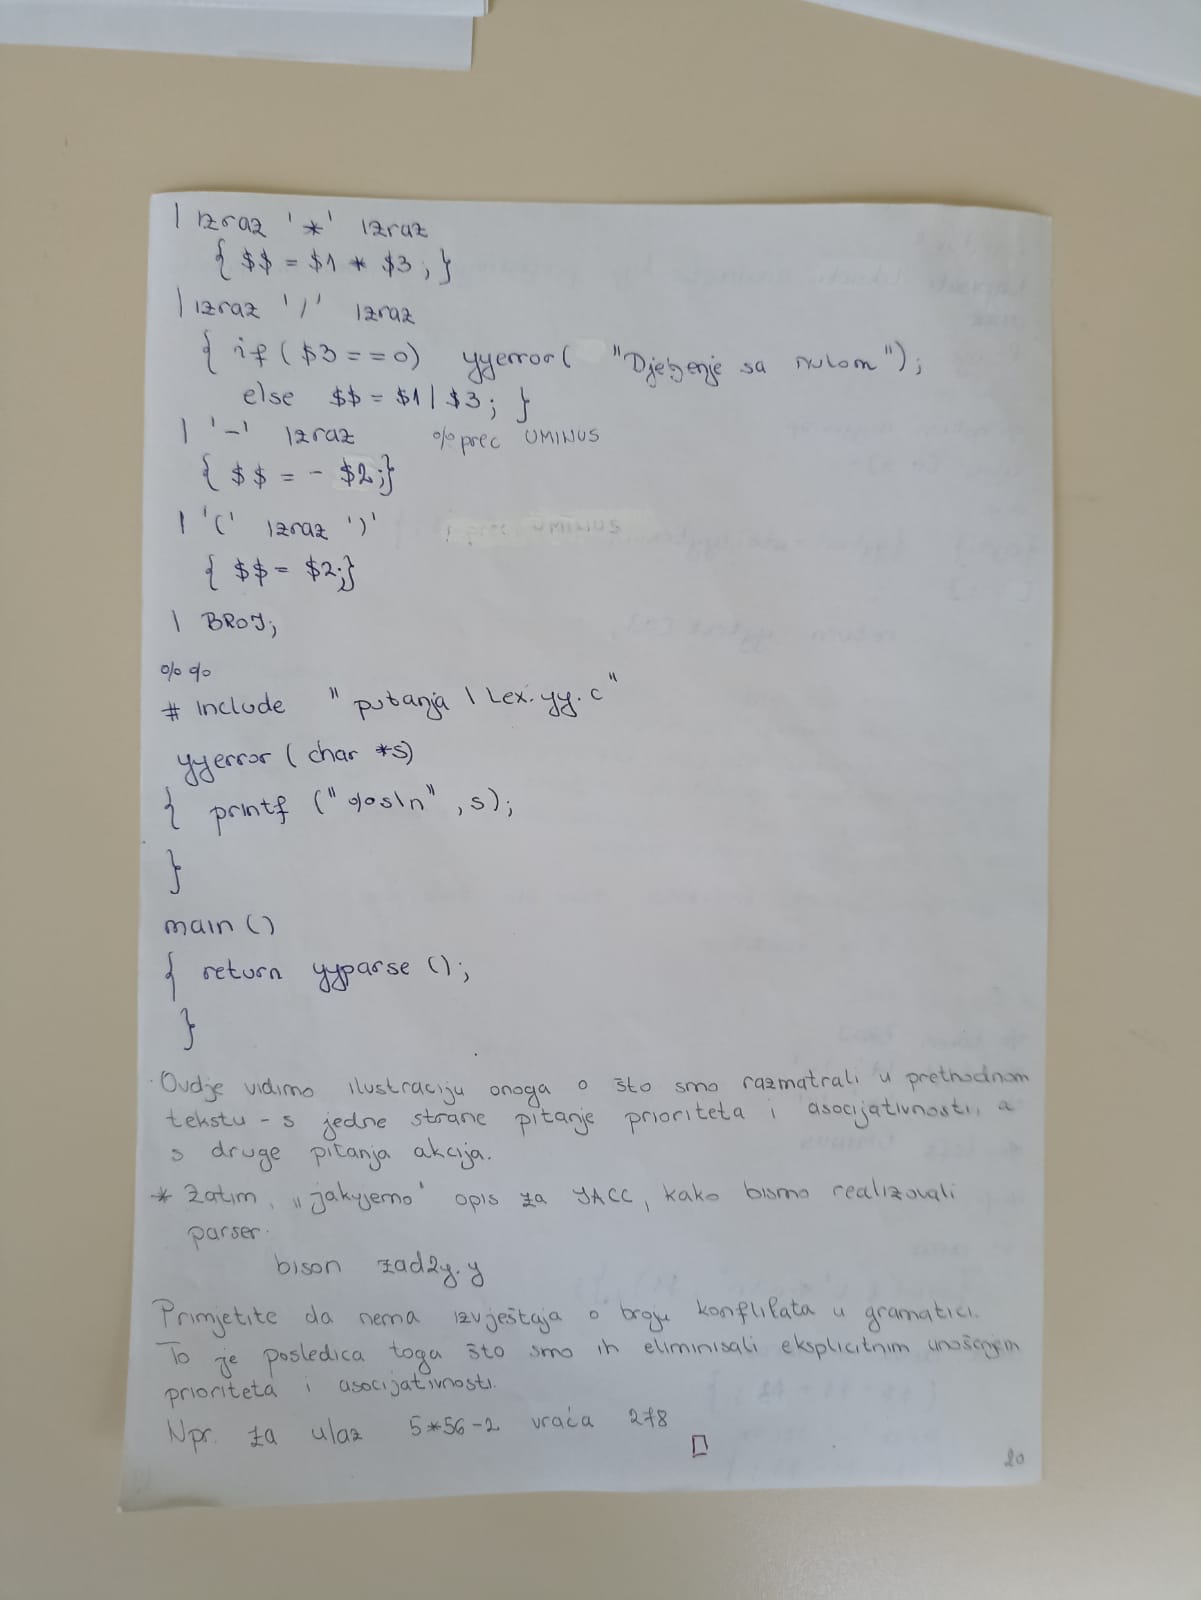 | izraz '*' izraz
{ $$ = $1 * $3; }
| izraz '/' izraz
{ if ($3==0) yyerror( "Djeljenje sa nulom");
else $$ = $1 / $3; }
| '-' izraz %prec UMINUS
{ $$ = - $2;}
| '(' izraz ')'
{ $$ = $2;}
| BROJ;
%%
# include "putanja \ Lex.yy.c"
yyerror ( char *s)
{ printf ("%s\n" , s);
}
main ()
{ return yyparse ();
}
Ovdje vidimo ilustraciju onoga o što smo razmatrali u prethodnom
tekstu - s jedne strane pitanje prioriteta i asocijativnosti, a
s druge pitanja akcija.
* Zatim, „jakujemo" opis za YACC, kako bismo realizovali
parser.
bison zad2y.y
Primjetite da nema izvještaja o broju konflikata u gramatici.
To je posledica toga što smo ih eliminisali eksplicitnim unošenjem
prioriteta i asocijativnosti.
Npr. za ulaz 5*56-2 vraća 278
20